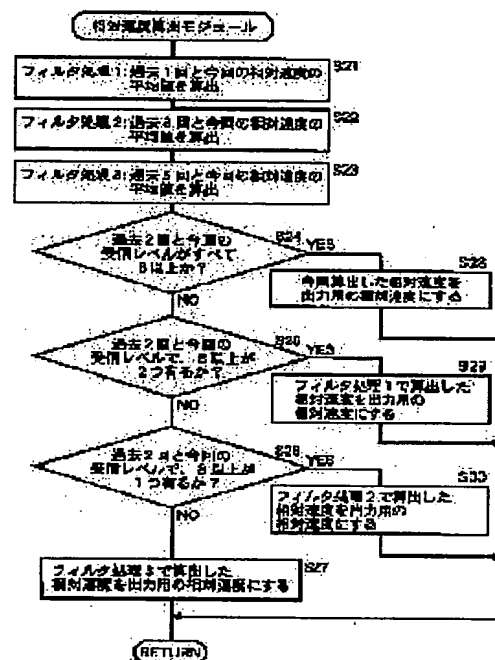 相対速度算出モジュール
S21
フィルタ処理1:過去1回と今回の相対速度の
平均値を算出
S22
フィルタ処理2:過去3回と今回の相対速度の
平均値を算出
S23
フィルタ処理3:過去5回と今回の相対速度の
平均値を算出
S24
過去2回と今回の
受信レベルがすべて
B以上か?
YES
NO
S28
今回算出した相対速度を
出力用の相対速度にする
過去2回と今回の
受信レベルで、B以上が
2つ有るか?
YES
NO
S29
フィルタ処理1で算出した
相対速度を出力用の
相対速度にする
過去2回と今回の
受信レベルで、B以上が
1つ有るか?
YES
NO
S30
フィルタ処理2で算出した
相対速度を出力用の
相対速度にする
S27
フィルタ処理3で算出した
相対速度を出力用の相対速度にする
RETURN